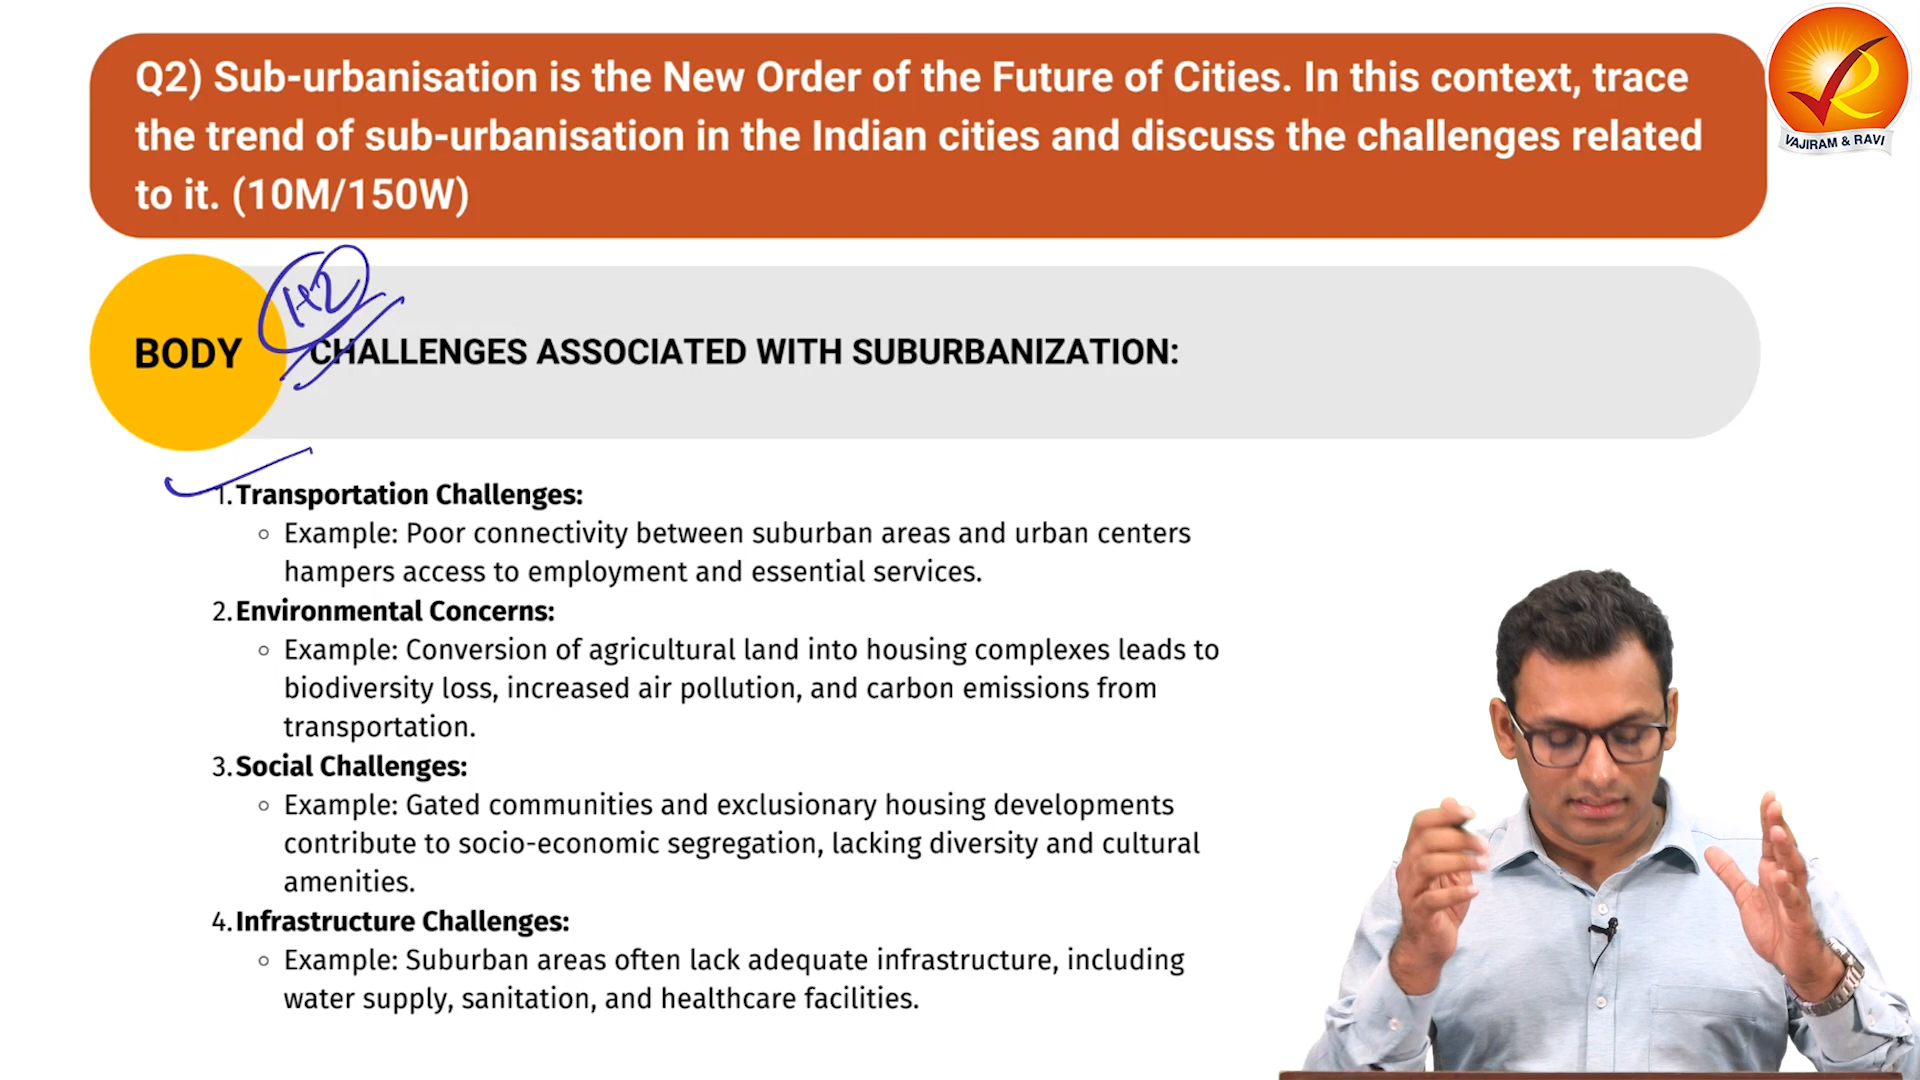 Q2) Sub-urbanisation is the New Order of the Future of Cities. In this context, trace
the trend of sub-urbanisation in the Indian cities and discuss the challenges related
to it. (10M/150W)
VAJIRAM & RAVI
BODY
CHALLENGES ASSOCIATED WITH SUBURBANIZATION:
1. Transportation Challenges:
○ Example: Poor connectivity between suburban areas and urban centers
hampers access to employment and essential services.
2. Environmental Concerns:
○ Example: Conversion of agricultural land into housing complexes leads to
biodiversity loss, increased air pollution, and carbon emissions from
transportation.
3. Social Challenges:
○ Example: Gated communities and exclusionary housing developments
contribute to socio-economic segregation, lacking diversity and cultural
amenities.
4. Infrastructure Challenges:
○ Example: Suburban areas often lack adequate infrastructure, including
water supply, sanitation, and healthcare facilities.